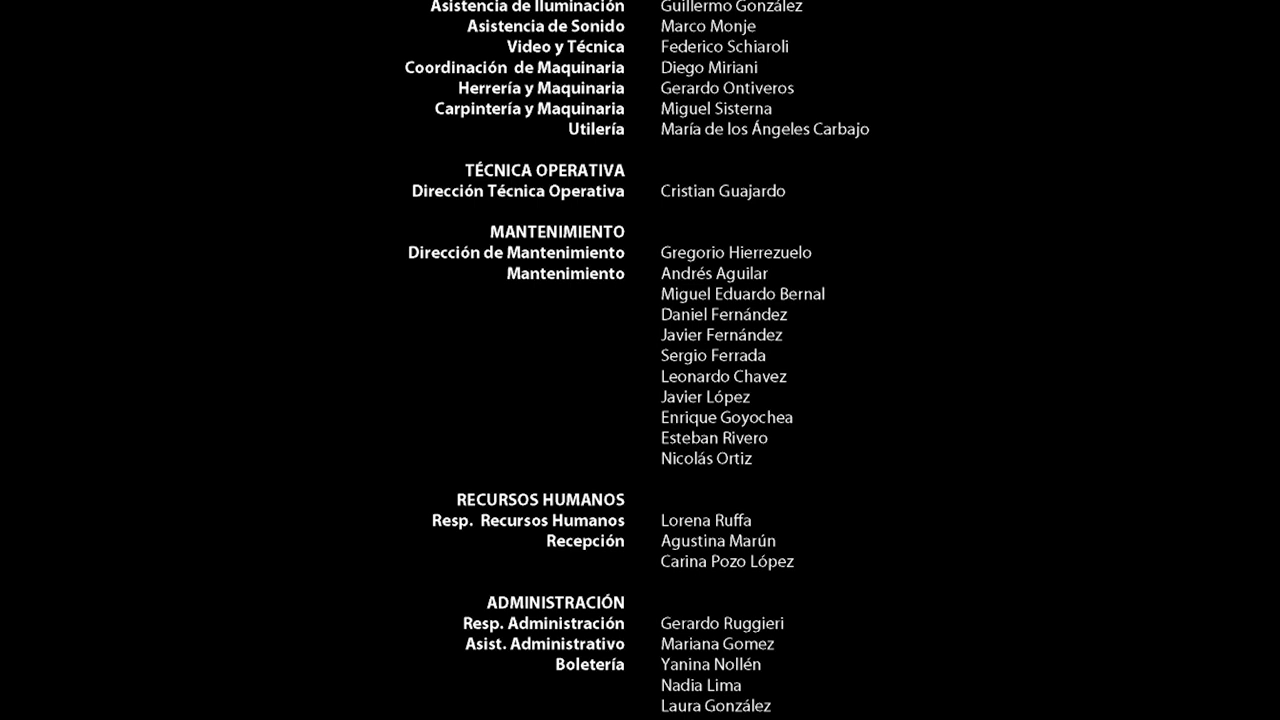 Asistencia de Iluminación Guillermo González
Asistencia de Sonido Marco Monje
Video y Técnica Federico Schiaroli
Coordinación de Maquinaria Diego Miriani
Herrería y Maquinaria Gerardo Ontiveros
Carpintería y Maquinaria Miguel Sisterna
Utilería María de los Ángeles Carbajo
TÉCNICA OPERATIVA
Dirección Técnica Operativa Cristian Guajardo
MANTENIMIENTO
Dirección de Mantenimiento Gregorio Hierrezuelo
Mantenimiento Andrés Aguilar
Miguel Eduardo Bernal
Daniel Fernández
Javier Fernández
Sergio Ferrada
Leonardo Chavez
Javier López
Enrique Goyochea
Esteban Rivero
Nicolás Ortiz
RECURSOS HUMANOS
Resp. Recursos Humanos Lorena Ruffa
Recepción Agustina Marún
Carina Pozo López
ADMINISTRACIÓN
Resp. Administración Gerardo Ruggieri
Asist. Administrativo Mariana Gomez
Boletería Yanina Nollén
Nadia Lima
Laura González